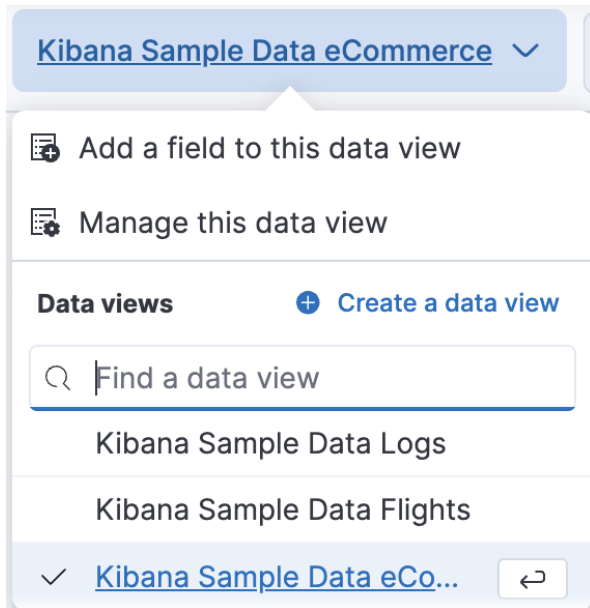 Kibana Sample Data eCommerce
Add a field to this data view
Manage this data view
Data views Create a data view
Find a data view
Kibana Sample Data Logs
Kibana Sample Data Flights
Kibana Sample Data eCo...